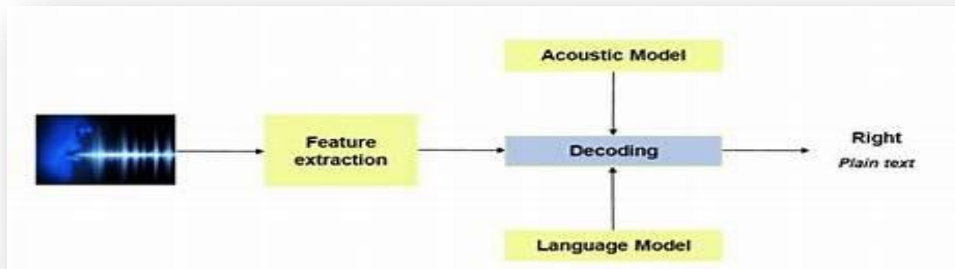 Acoustic Model
Feature
extraction
Decoding
Right
Plain text
Language Model